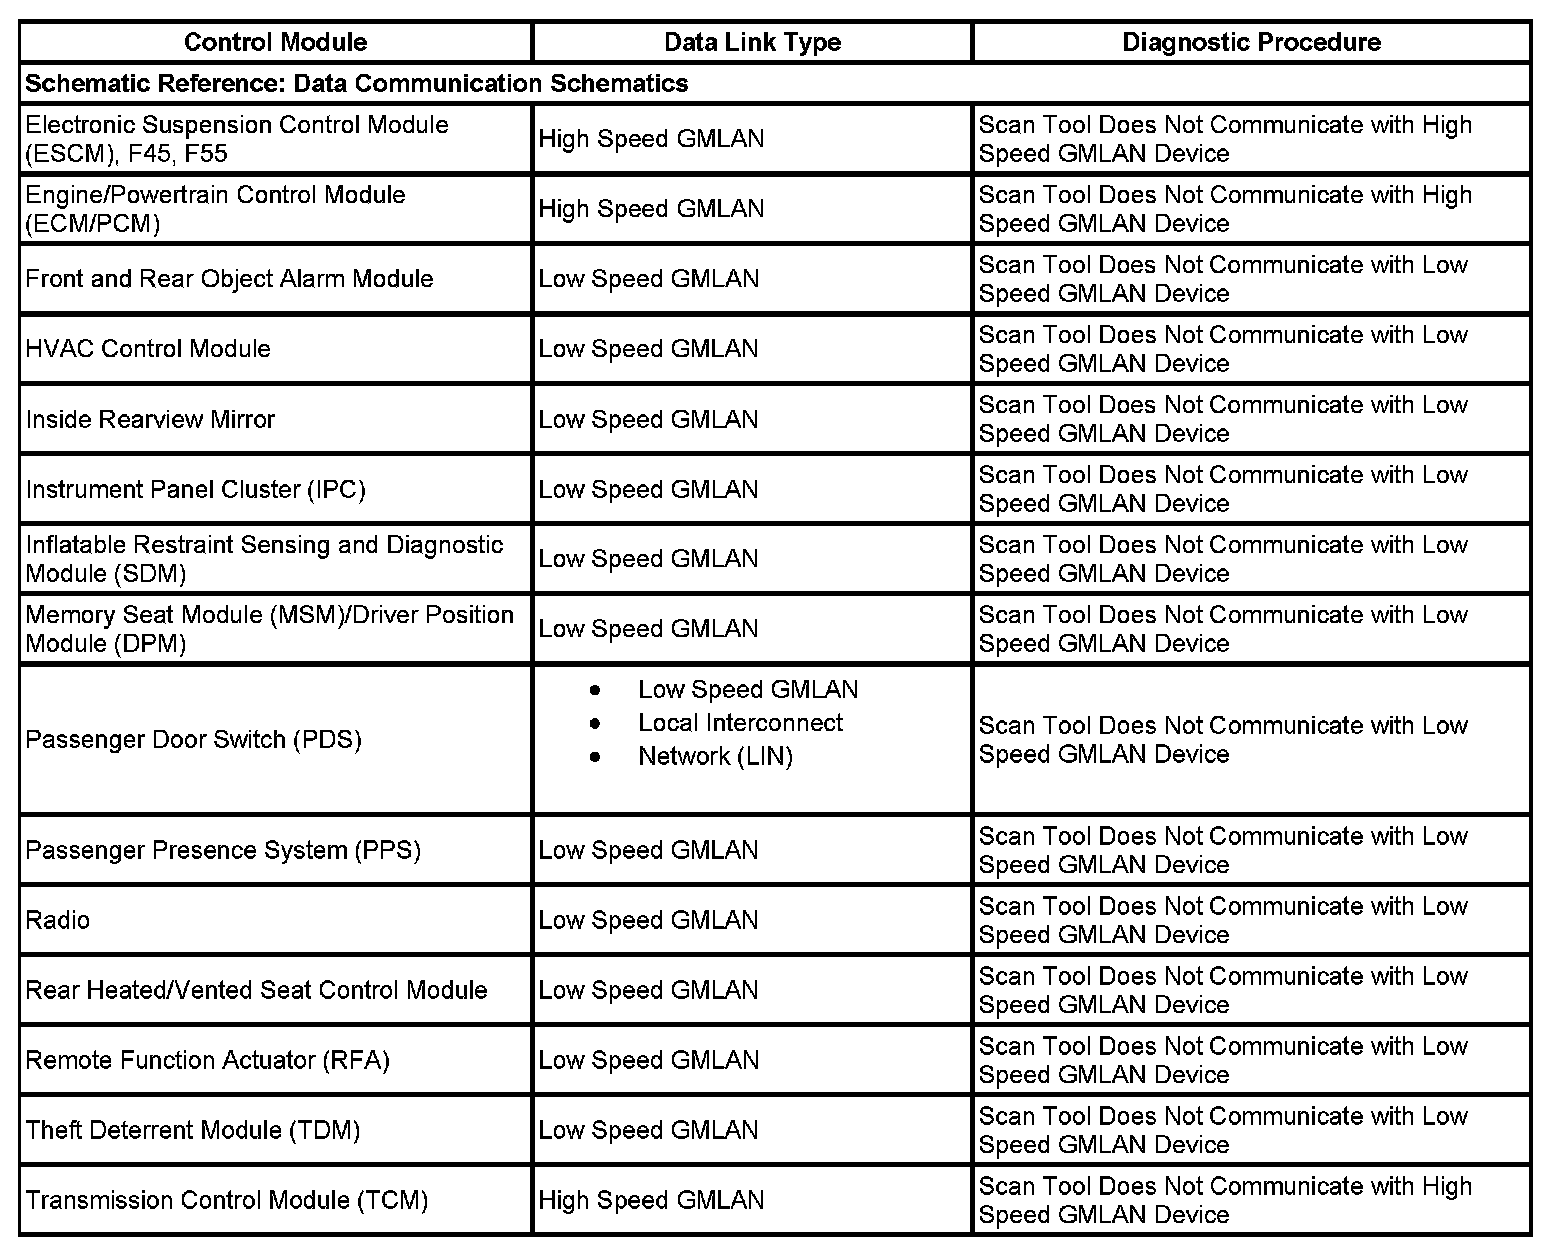 Control Module
Data Link Type
Diagnostic Procedure
Schematic Reference: Data Communication Schematics
Electronic Suspension Control Module
(ESCM), F45, F55
High Speed GMLAN
Scan Tool Does Not Communicate with High
Speed GMLAN Device
Engine/Powertrain Control Module
(ECM/PCM)
High Speed GMLAN
Scan Tool Does Not Communicate with High
Speed GMLAN Device
Front and Rear Object Alarm Module
Low Speed GMLAN
Scan Tool Does Not Communicate with Low
Speed GMLAN Device
HVAC Control Module
Low Speed GMLAN
Scan Tool Does Not Communicate with Low
Speed GMLAN Device
Inside Rearview Mirror
Low Speed GMLAN
Scan Tool Does Not Communicate with Low
Speed GMLAN Device
Instrument Panel Cluster (IPC)
Low Speed GMLAN
Scan Tool Does Not Communicate with Low
Speed GMLAN Device
Inflatable Restraint Sensing and Diagnostic
Module (SDM)
Low Speed GMLAN
Scan Tool Does Not Communicate with Low
Speed GMLAN Device
Memory Seat Module (MSM)/Driver Position
Module (DPM)
Low Speed GMLAN
Scan Tool Does Not Communicate with Low
Speed GMLAN Device
Passenger Door Switch (PDS)
• Low Speed GMLAN
• Local Interconnect
• Network (LIN)
Scan Tool Does Not Communicate with Low
Speed GMLAN Device
Passenger Presence System (PPS)
Low Speed GMLAN
Scan Tool Does Not Communicate with Low
Speed GMLAN Device
Radio
Low Speed GMLAN
Scan Tool Does Not Communicate with Low
Speed GMLAN Device
Rear Heated/Vented Seat Control Module
Low Speed GMLAN
Scan Tool Does Not Communicate with Low
Speed GMLAN Device
Remote Function Actuator (RFA)
Low Speed GMLAN
Scan Tool Does Not Communicate with Low
Speed GMLAN Device
Theft Deterrent Module (TDM)
Low Speed GMLAN
Scan Tool Does Not Communicate with Low
Speed GMLAN Device
Transmission Control Module (TCM)
High Speed GMLAN
Scan Tool Does Not Communicate with High
Speed GMLAN Device